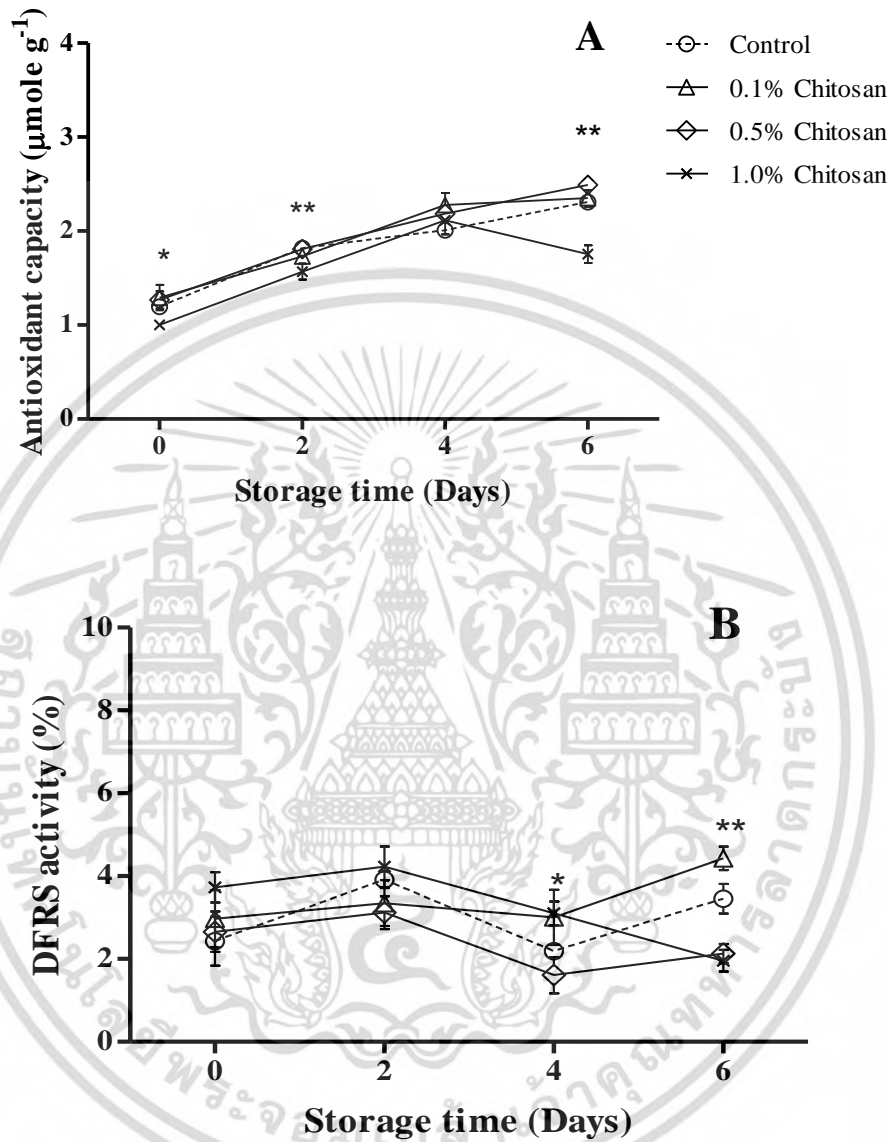 A
Control
0.1% Chitosan
0.5% Chitosan
1.0% Chitosan
Antioxidant capacity (µmole g-1)
4
3
2
1
0
*
**
**
0
2
4
6
Storage time (Days)
B
DFRS activity (%)
10
8
6
4
2
0
*
**
0
2
4
6
Storage time (Days)